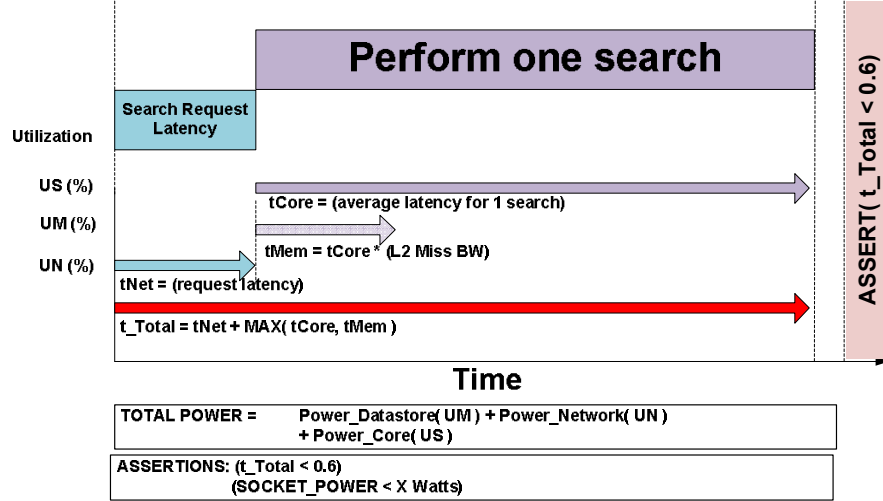 Perform one search
Search Request
Latency
Utilization
US (%)
tCore = (average latency for 1 search)
UM (%)
tMem = tCore * (L2 Miss BW)
UN (%)
tNet = (request latency)
t_Total = tNet + MAX( tCore, tMem )
ASSERT( t_Total < 0.6)
Time
TOTAL POWER = Power_Datastore( UM ) + Power_Network( UN )
+ Power_Core( US )
ASSERTIONS: (t_Total < 0.6)
(SOCKET_POWER < X Watts)